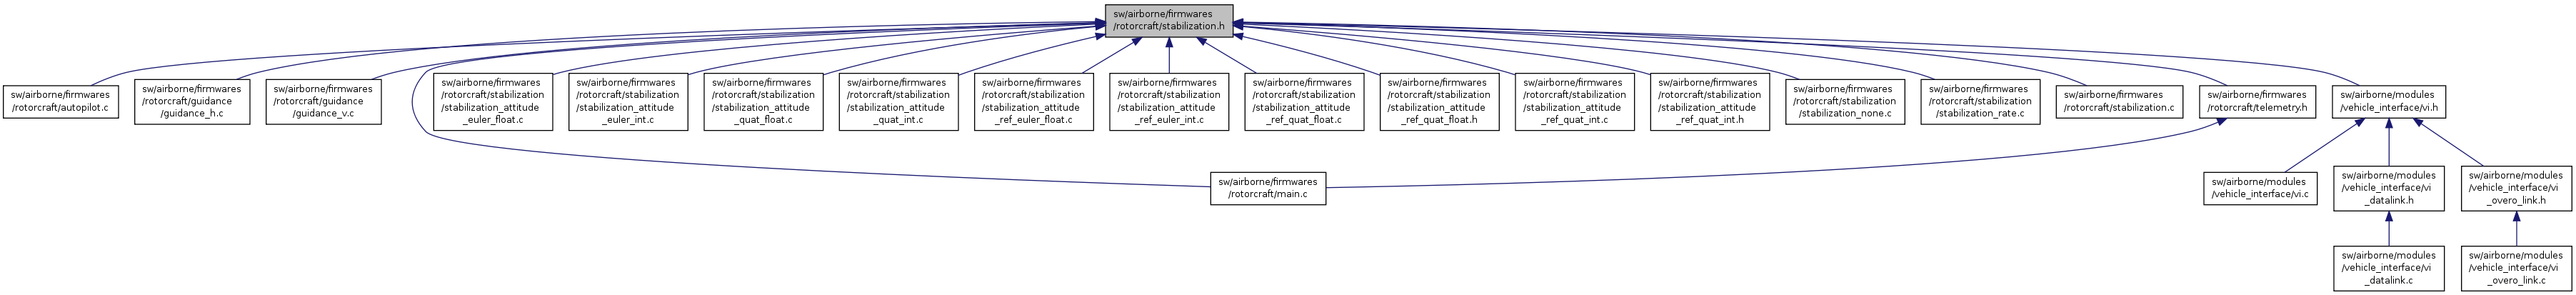 sw/airborne/firmwares
/rotorcraft/stabilization.h
sw/airborne/firmwares
/rotorcraft/autopilot.c
sw/airborne/firmwares
/rotorcraft/guidance
/guidance_h.c
sw/airborne/firmwares
/rotorcraft/guidance
/guidance_v.c
sw/airborne/firmwares
/rotorcraft/stabilization
/stabilization_attitude
_euler_float.c
sw/airborne/firmwares
/rotorcraft/stabilization
/stabilization_attitude
_euler_int.c
sw/airborne/firmwares
/rotorcraft/stabilization
/stabilization_attitude
_quat_float.c
sw/airborne/firmwares
/rotorcraft/stabilization
/stabilization_attitude
_quat_int.c
sw/airborne/firmwares
/rotorcraft/stabilization
/stabilization_attitude
_ref_euler_float.c
sw/airborne/firmwares
/rotorcraft/stabilization
/stabilization_attitude
_ref_euler_int.c
sw/airborne/firmwares
/rotorcraft/stabilization
/stabilization_attitude
_ref_quat_float.c
sw/airborne/firmwares
/rotorcraft/stabilization
/stabilization_attitude
_ref_quat_float.h
sw/airborne/firmwares
/rotorcraft/stabilization
/stabilization_attitude
_ref_quat_int.c
sw/airborne/firmwares
/rotorcraft/stabilization
/stabilization_attitude
_ref_quat_int.h
sw/airborne/firmwares
/rotorcraft/stabilization
/stabilization_none.c
sw/airborne/firmwares
/rotorcraft/stabilization
/stabilization_rate.c
sw/airborne/firmwares
/rotorcraft/stabilization.c
sw/airborne/firmwares
/rotorcraft/telemetry.h
sw/airborne/modules
/vehicle_interface/vi.h
sw/airborne/firmwares
/rotorcraft/main.c
sw/airborne/modules
/vehicle_interface/vi.c
sw/airborne/modules
/vehicle_interface/vi
_datalink.h
sw/airborne/modules
/vehicle_interface/vi
_overo_link.h
sw/airborne/modules
/vehicle_interface/vi
_datalink.c
sw/airborne/modules
/vehicle_interface/vi
_overo_link.c